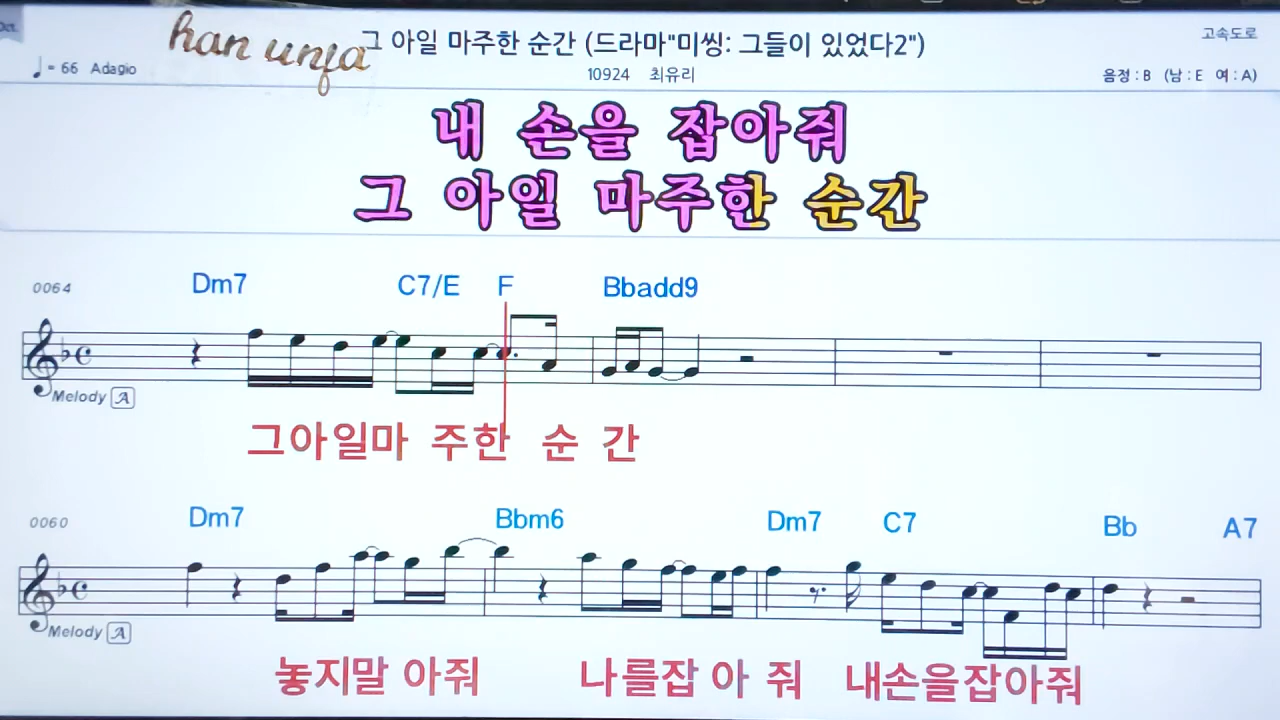 han unja
그 아일 마주한 순간 (드라마"미씽: 그들이 있었다2")
고속도로
♩= 66 Adagio
10924 최유리
음정 : B (남 : E 여 : A)
내 손을 잡아줘
그 아일 마주한 순간
0064 Dm7 C7/E F Bbadd9
Melody A
그아일마 주한 순 간
0060 Dm7 Bbm6 Dm7 C7 Bb A7
Melody A
놓지말 아줘 나를잡 아 줘 내손을잡아줘